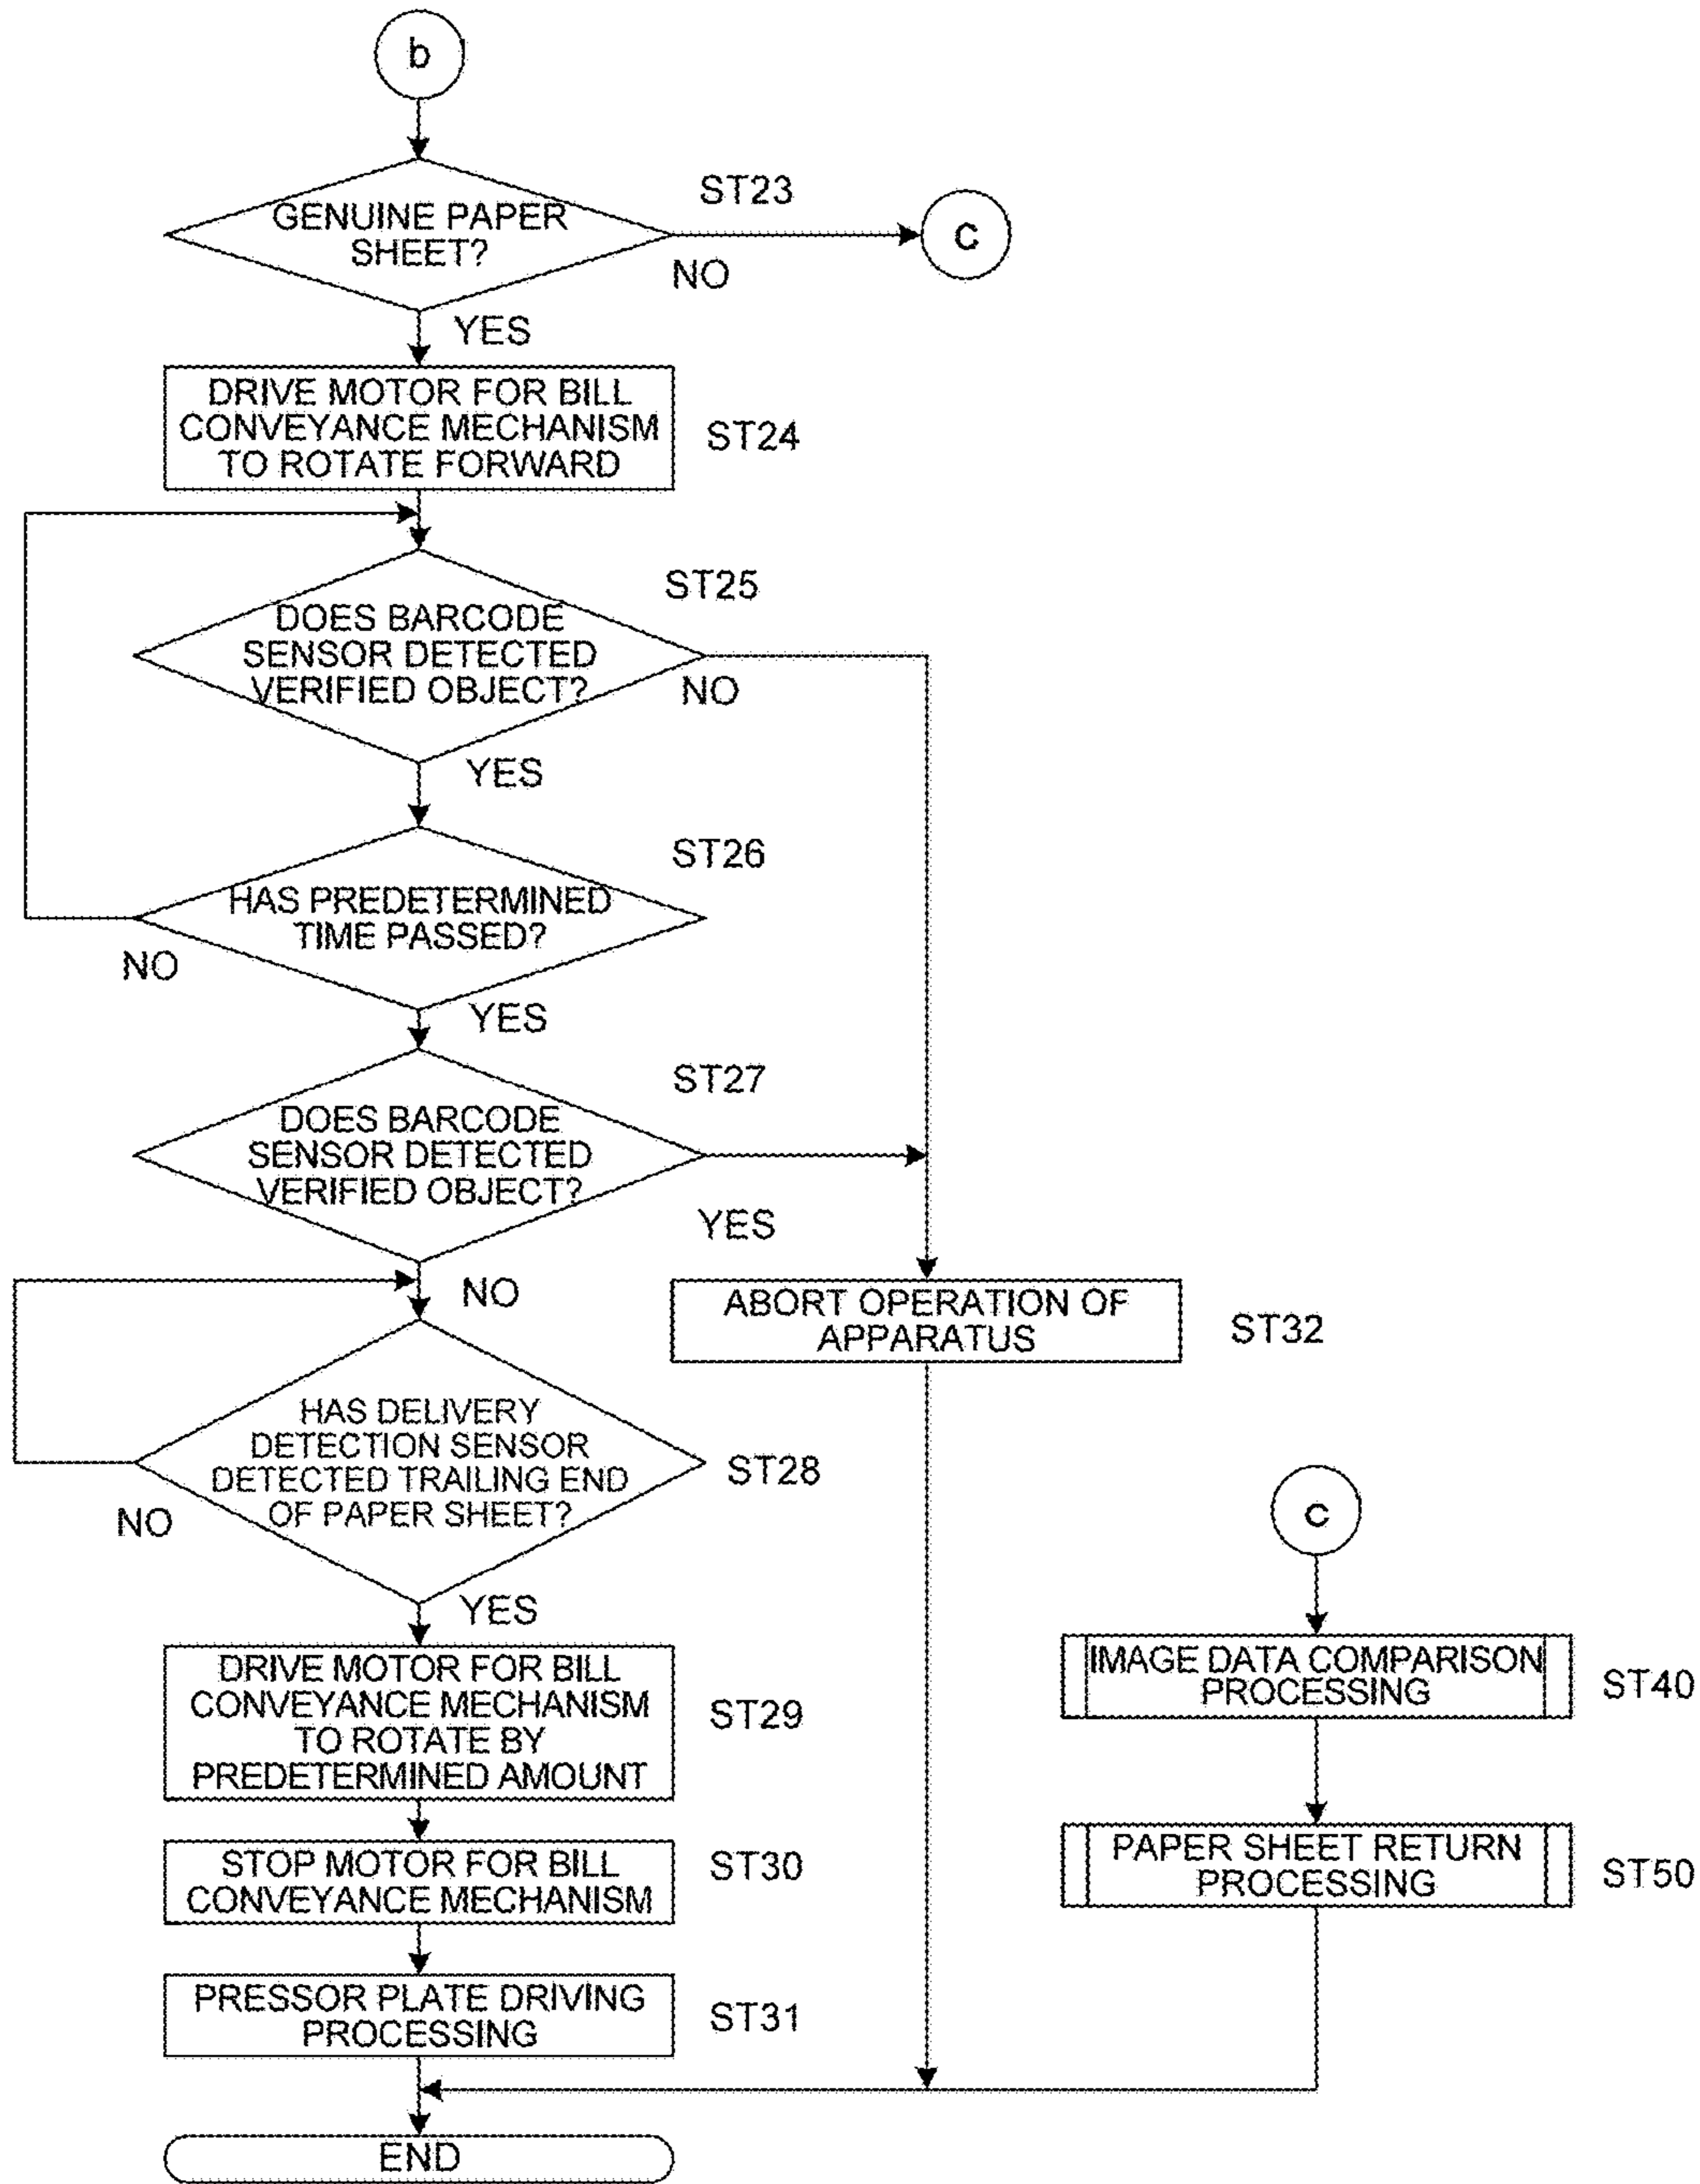 b
GENUINE PAPER
SHEET?
ST23
NO
c
YES
DRIVE MOTOR FOR BILL
CONVEYANCE MECHANISM
TO ROTATE FORWARD
ST24
ST25
DOES BARCODE
SENSOR DETECTED
VERIFIED OBJECT?
NO
YES
ST26
HAS PREDETERMINED
TIME PASSED?
NO
YES
ST27
DOES BARCODE
SENSOR DETECTED
VERIFIED OBJECT?
YES
NO
ABORT OPERATION OF
APPARATUS
ST32
HAS DELIVERY
DETECTION SENSOR
DETECTED TRAILING END
OF PAPER SHEET?
ST28
NO
YES
DRIVE MOTOR FOR BILL
CONVEYANCE MECHANISM
TO ROTATE BY
PREDETERMINED AMOUNT
ST29
STOP MOTOR FOR BILL
CONVEYANCE MECHANISM
ST30
PRESSOR PLATE DRIVING
PROCESSING
ST31
c
IMAGE DATA COMPARISON
PROCESSING
ST40
PAPER SHEET RETURN
PROCESSING
ST50
END